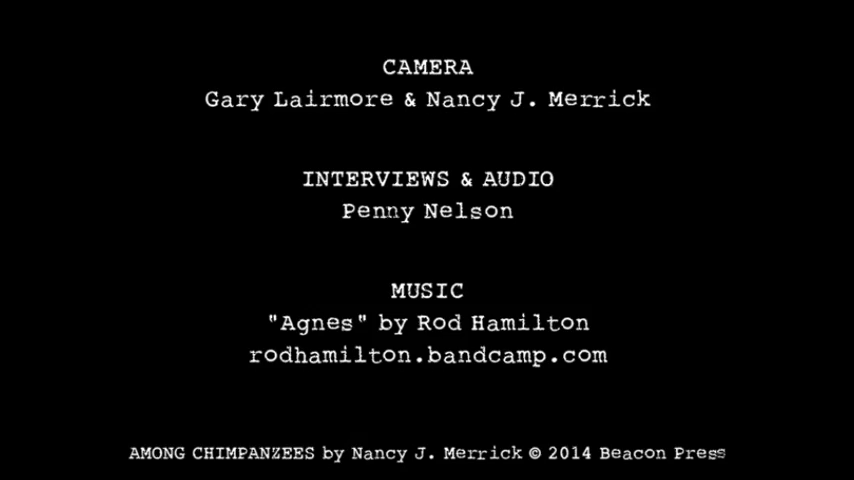 CAMERA
Gary Lairmore & Nancy J. Merrick
INTERVIEWS & AUDIO
Penny Nelson
MUSIC
"Agnes" by Rod Hamilton
rodhamilton.bandcamp.com
AMONG CHIMPANZEES by Nancy J. Merrick © 2014 Beacon Press